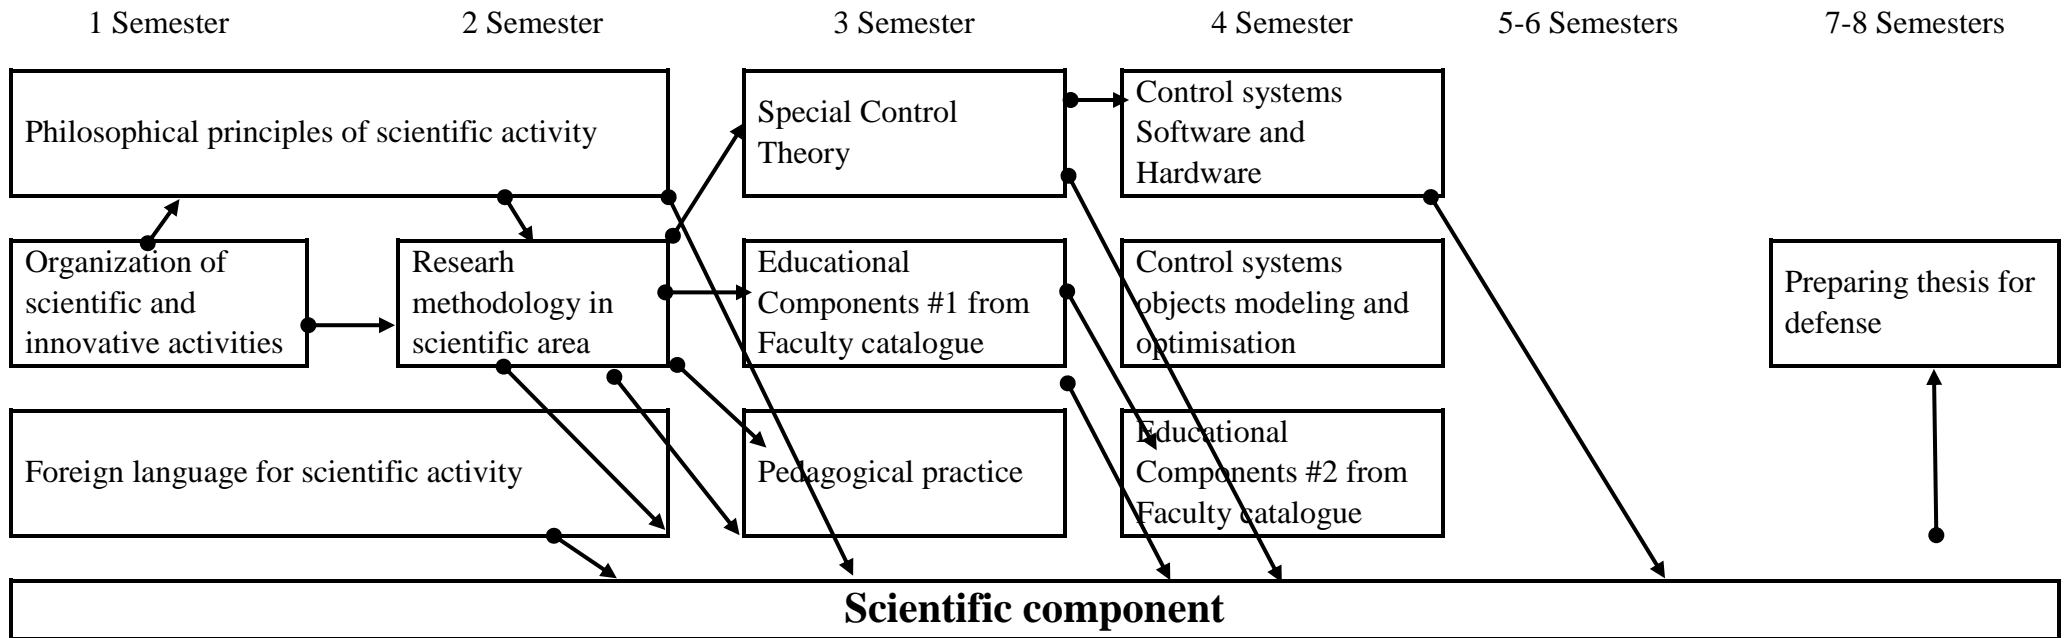 1 Semester
2 Semester
3 Semester
4 Semester
5-6 Semesters
7-8 Semesters
Philosophical principles of scientific activity
Special Control
Theory
Control systems
Software and
Hardware
Organization of
scientific and
innovative activities
Researh
methodology in
scientific area
Educational
Components #1 from
Faculty catalogue
Control systems
objects modeling and
optimisation
Preparing thesis for
defense
Foreign language for scientific activity
Pedagogical practice
Educational
Components #2 from
Faculty catalogue
Scientific component